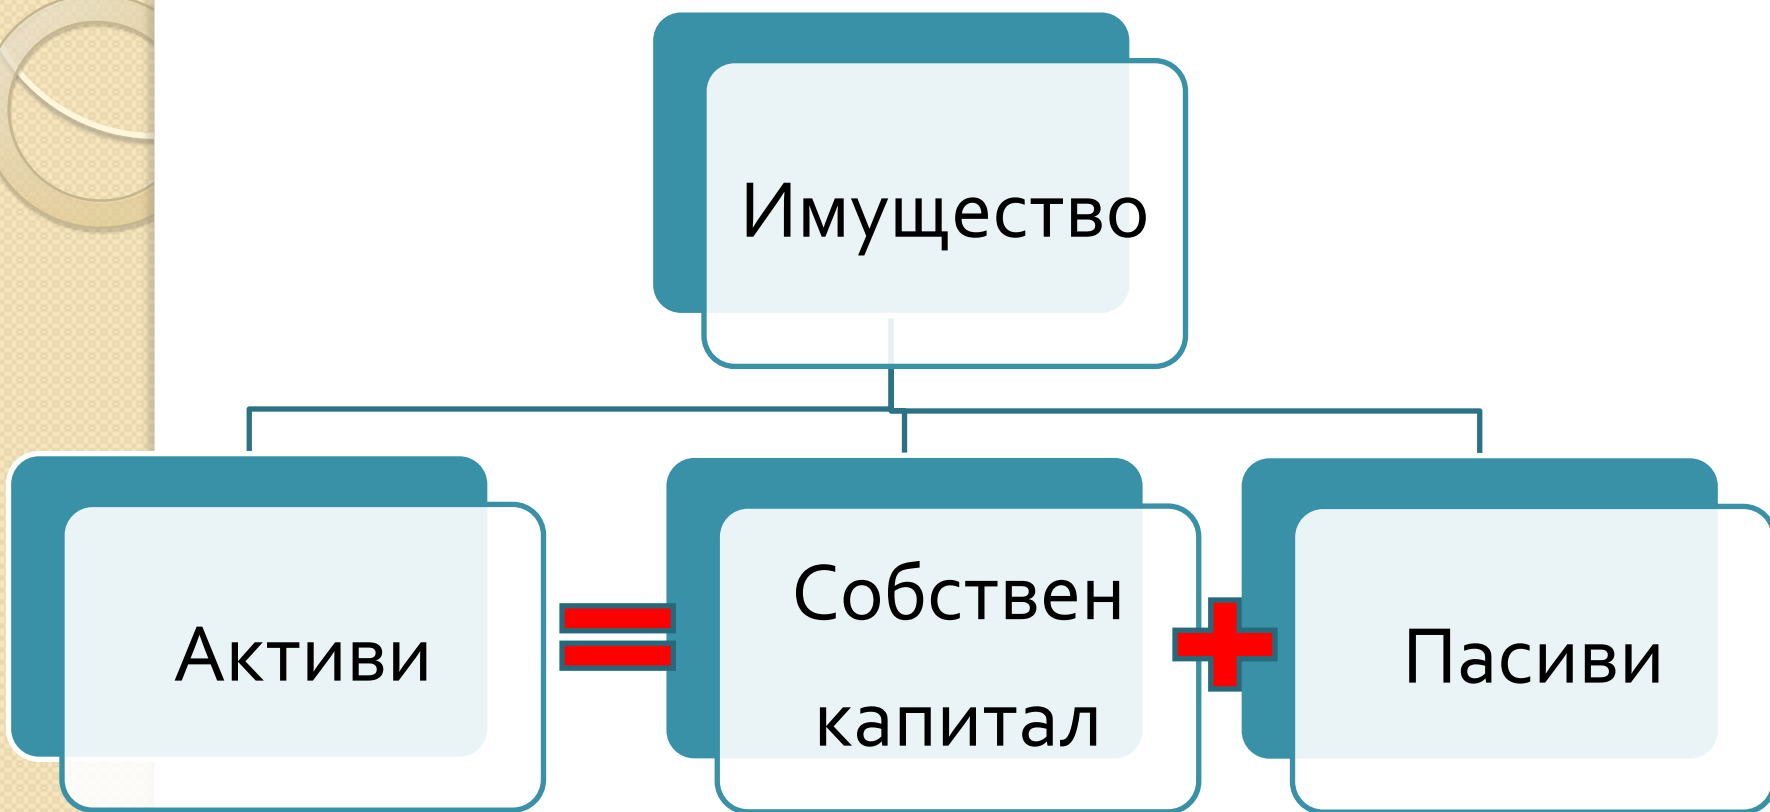 Имущество
Активи
Собствен
капитал
Пасиви